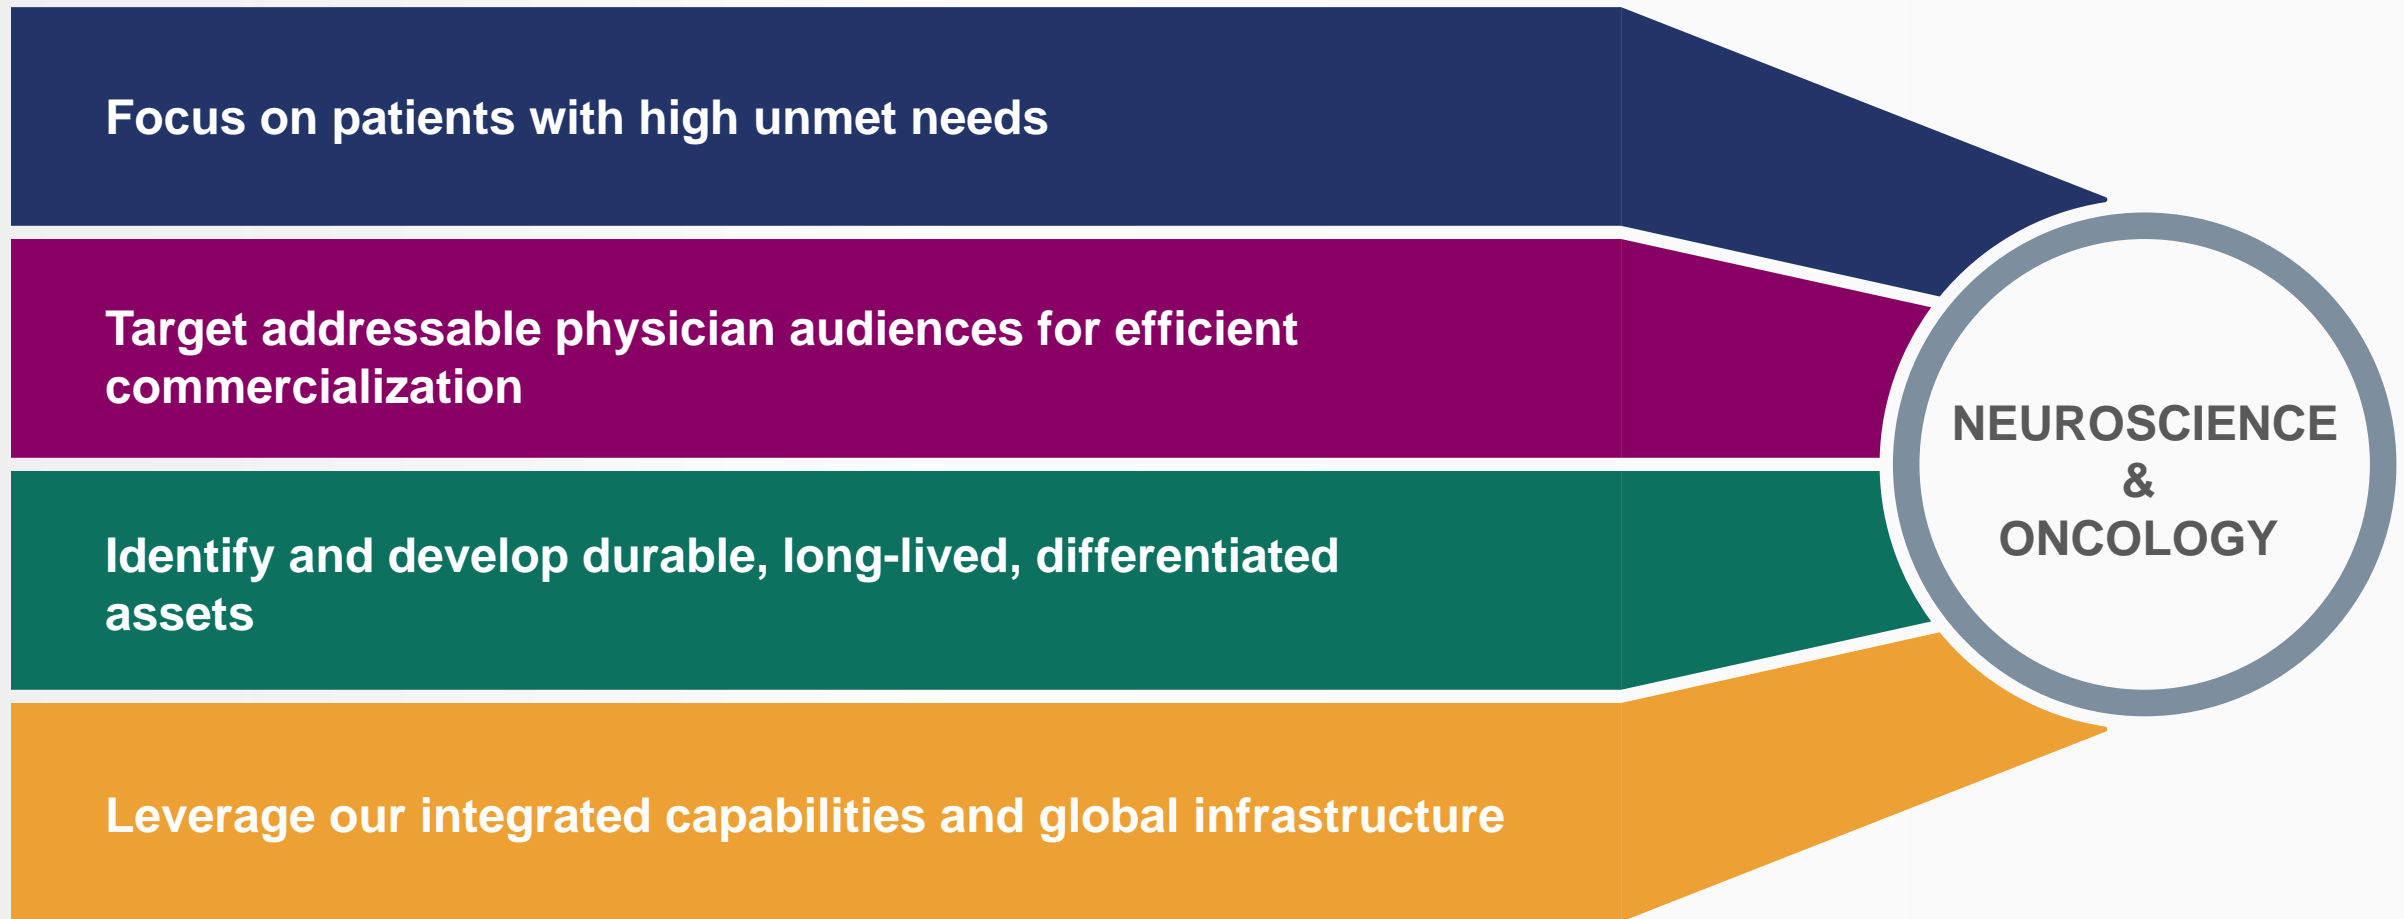 Focus on patients with high unmet needs
Target addressable physician audiences for efficient
commercialization
Identify and develop durable, long-lived, differentiated
assets
Leverage our integrated capabilities and global infrastructure
NEUROSCIENCE
&
ONCOLOGY